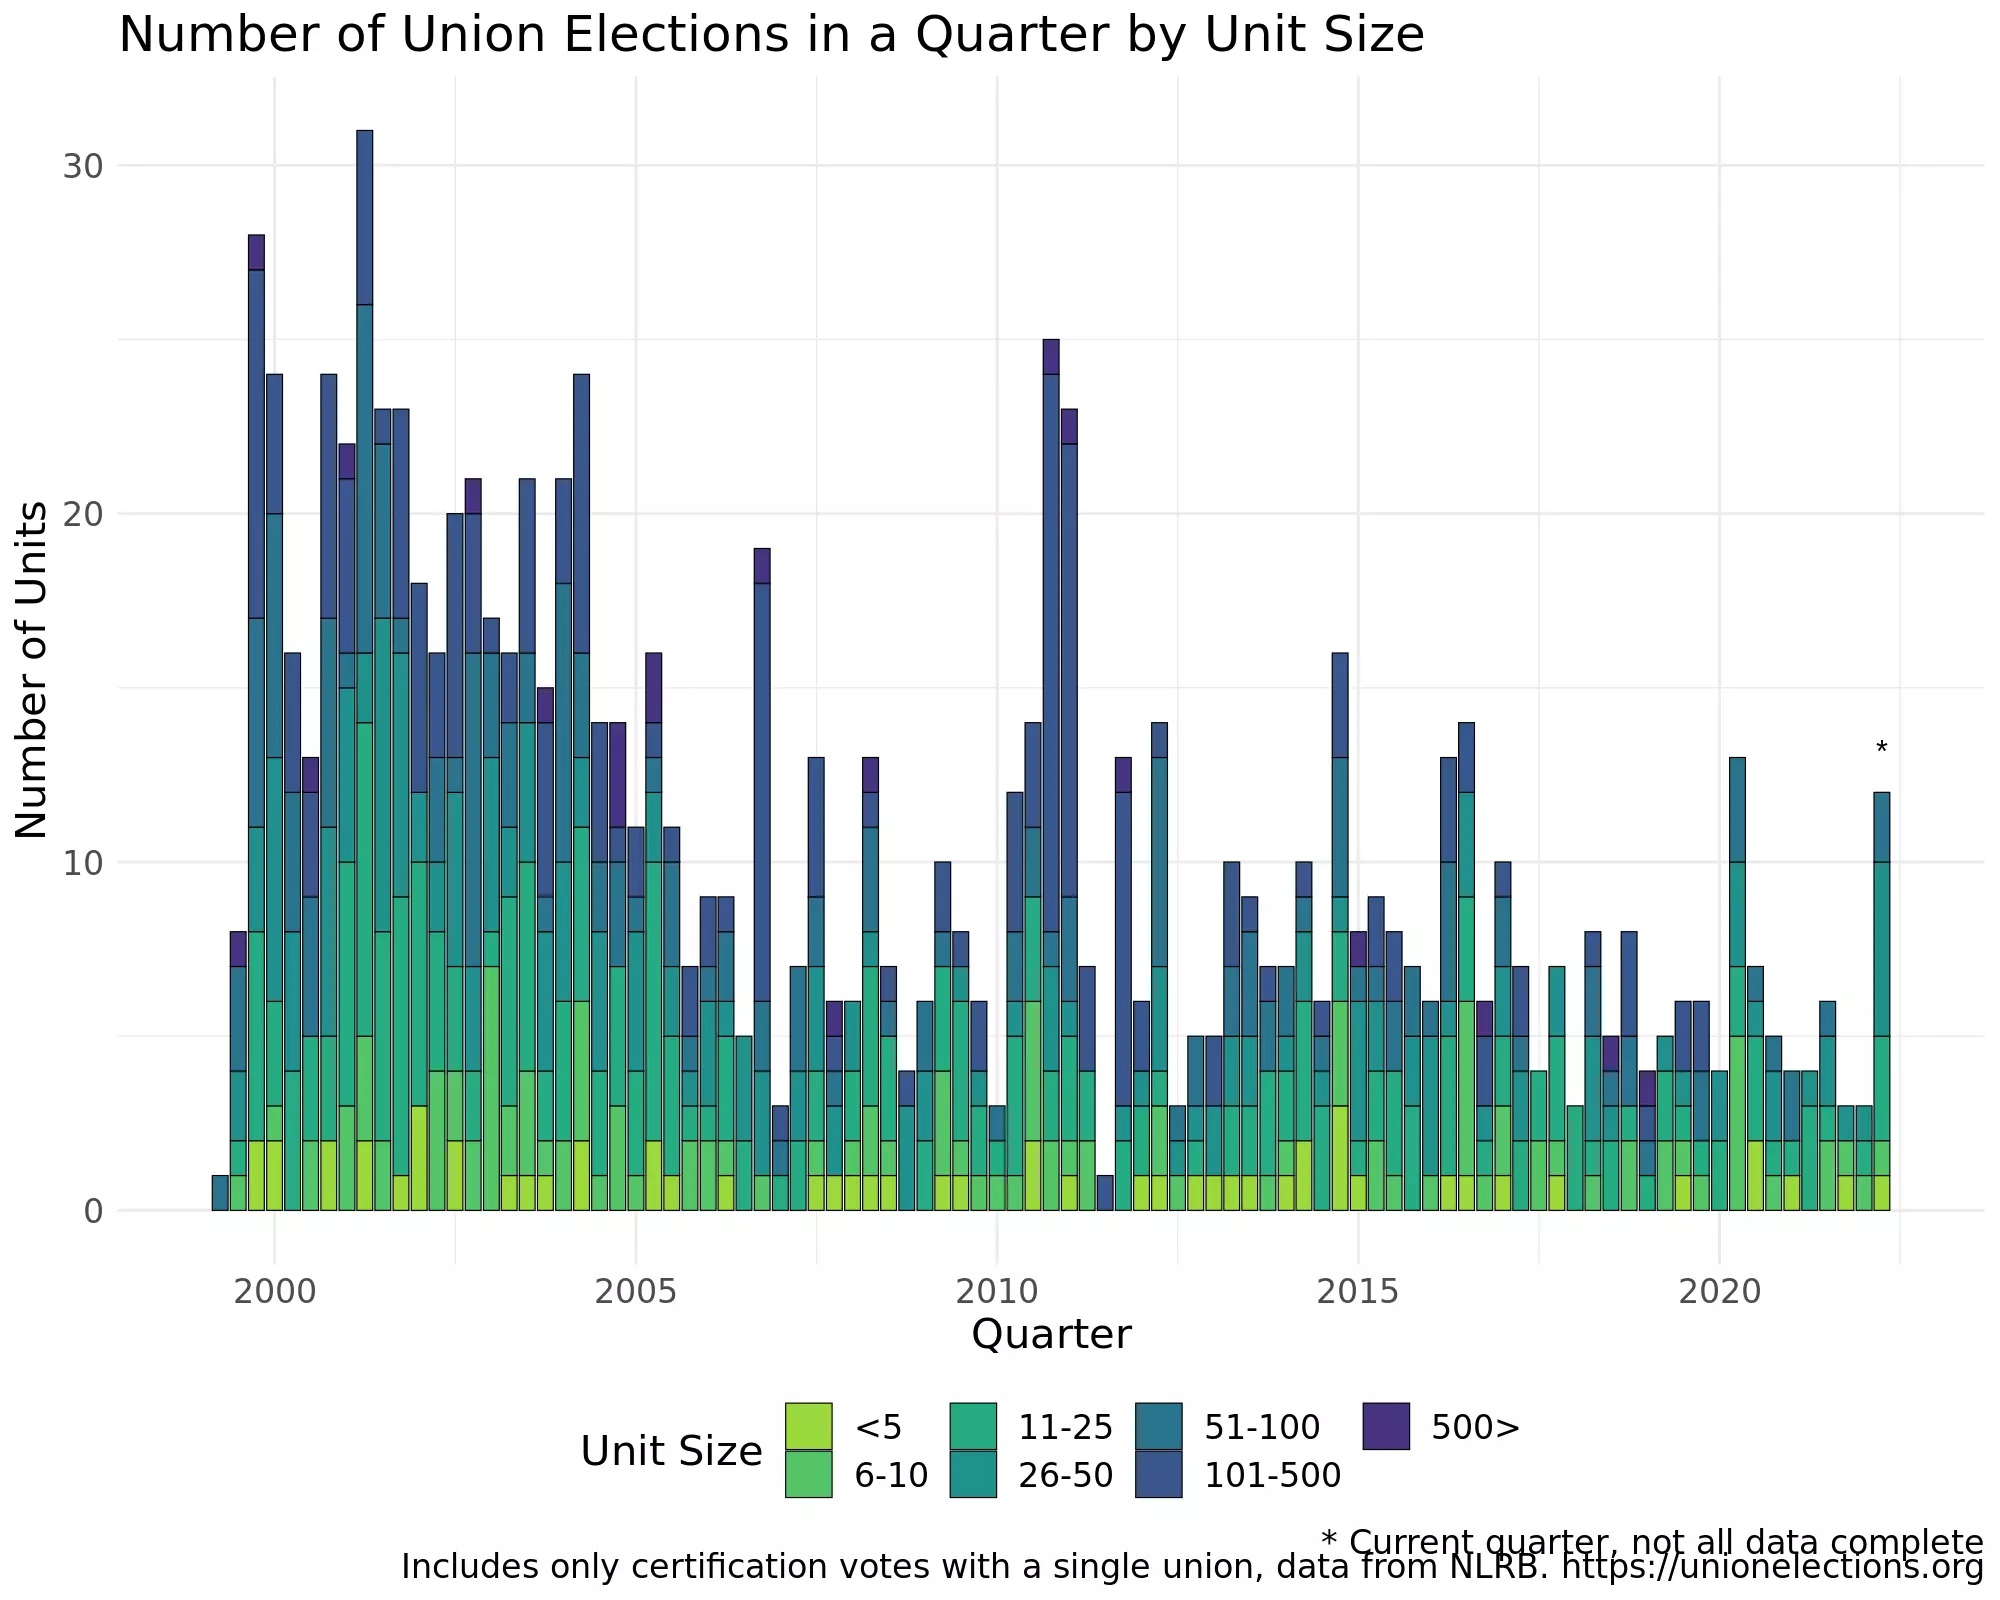 Number of Union Elections in a Quarter by Unit Size
Number of Units
30
20
10
0
*
2000 2005 2010 2015 2020
Quarter
Unit Size
<5 11-25 51-100 500>
6-10 26-50 101-500
* Current quarter, not all data complete
Includes only certification votes with a single union, data from NLRB. https://unionelections.org